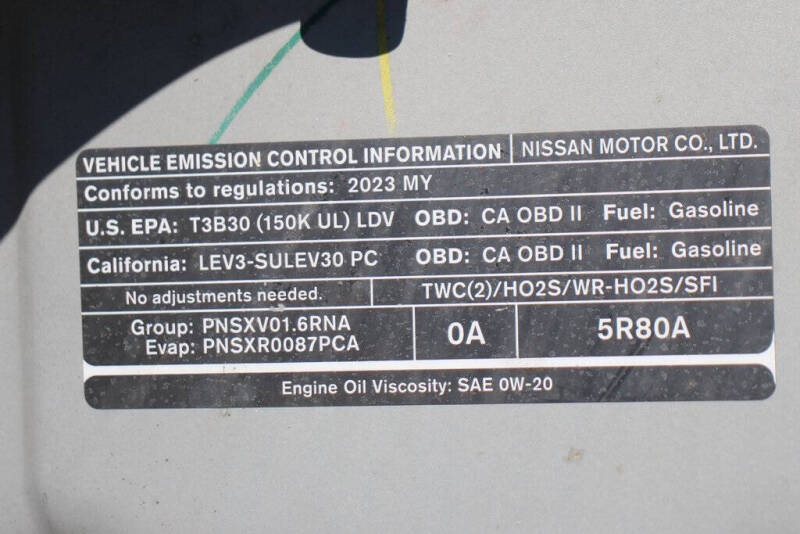 VEHICLE EMISSION CONTROL INFORMATION NISSAN MOTOR CO., LTD.
Conforms to regulations: 2023 MY
U.S. EPA: T3B30 (150K UL) LDV OBD: CA OBD II Fuel: Gasoline
California: LEV3-SULEV30 PC OBD: CA OBD II Fuel: Gasoline
No adjustments needed. TWC(2)/HO2S/WR-HO2S/SFI
Group: PNSXV01.6RNA
Evap: PNSXR0087PCA
0A
5R80A
Engine Oil Viscosity: SAE 0W-20